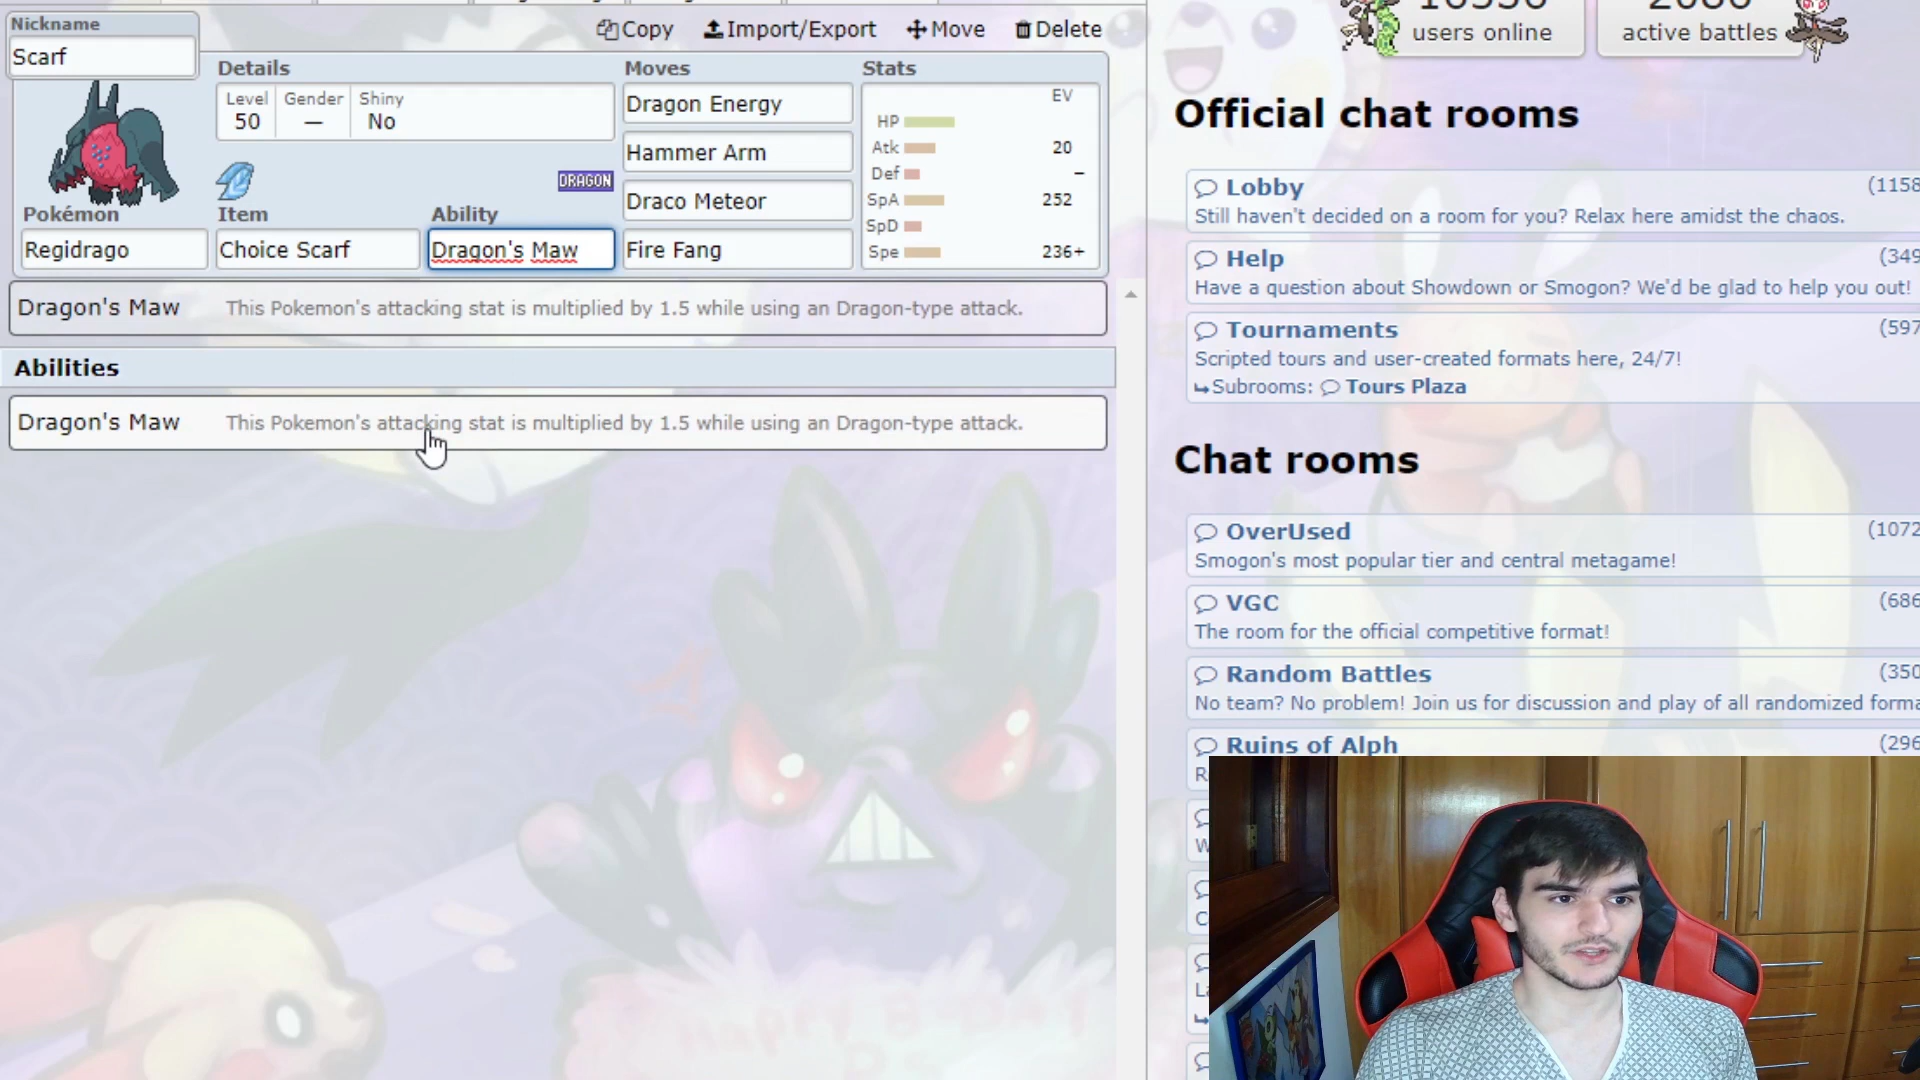 Nickname
Scarf
Copy
Import/Export
Move
Delete
Details
Moves
Stats
Level
Gender
Shiny
50
—
No
DRAGON
Pokémon
Item
Ability
Regidrago
Choice Scarf
Dragon's Maw
Dragon Energy
Hammer Arm
Draco Meteor
Fire Fang
EV
HP
Atk 20
Def –
SpA 252
SpD
Spe 236+
Dragon's Maw This Pokemon's attacking stat is multiplied by 1.5 while using an Dragon-type attack.
Abilities
Dragon's Maw This Pokemon's attacking stat is multiplied by 1.5 while using an Dragon-type attack.
users online
active battles
Official chat rooms
Lobby (1158
Still haven't decided on a room for you? Relax here amidst the chaos.
Help (349
Have a question about Showdown or Smogon? We'd be glad to help you out!
Tournaments (597
Scripted tours and user-created formats here, 24/7!
Subrooms: Tours Plaza
Chat rooms
OverUsed (1072
Smogon's most popular tier and central metagame!
VGC (686
The room for the official competitive format!
Random Battles (350
No team? No problem! Join us for discussion and play of all randomized forma
Ruins of Alph (296